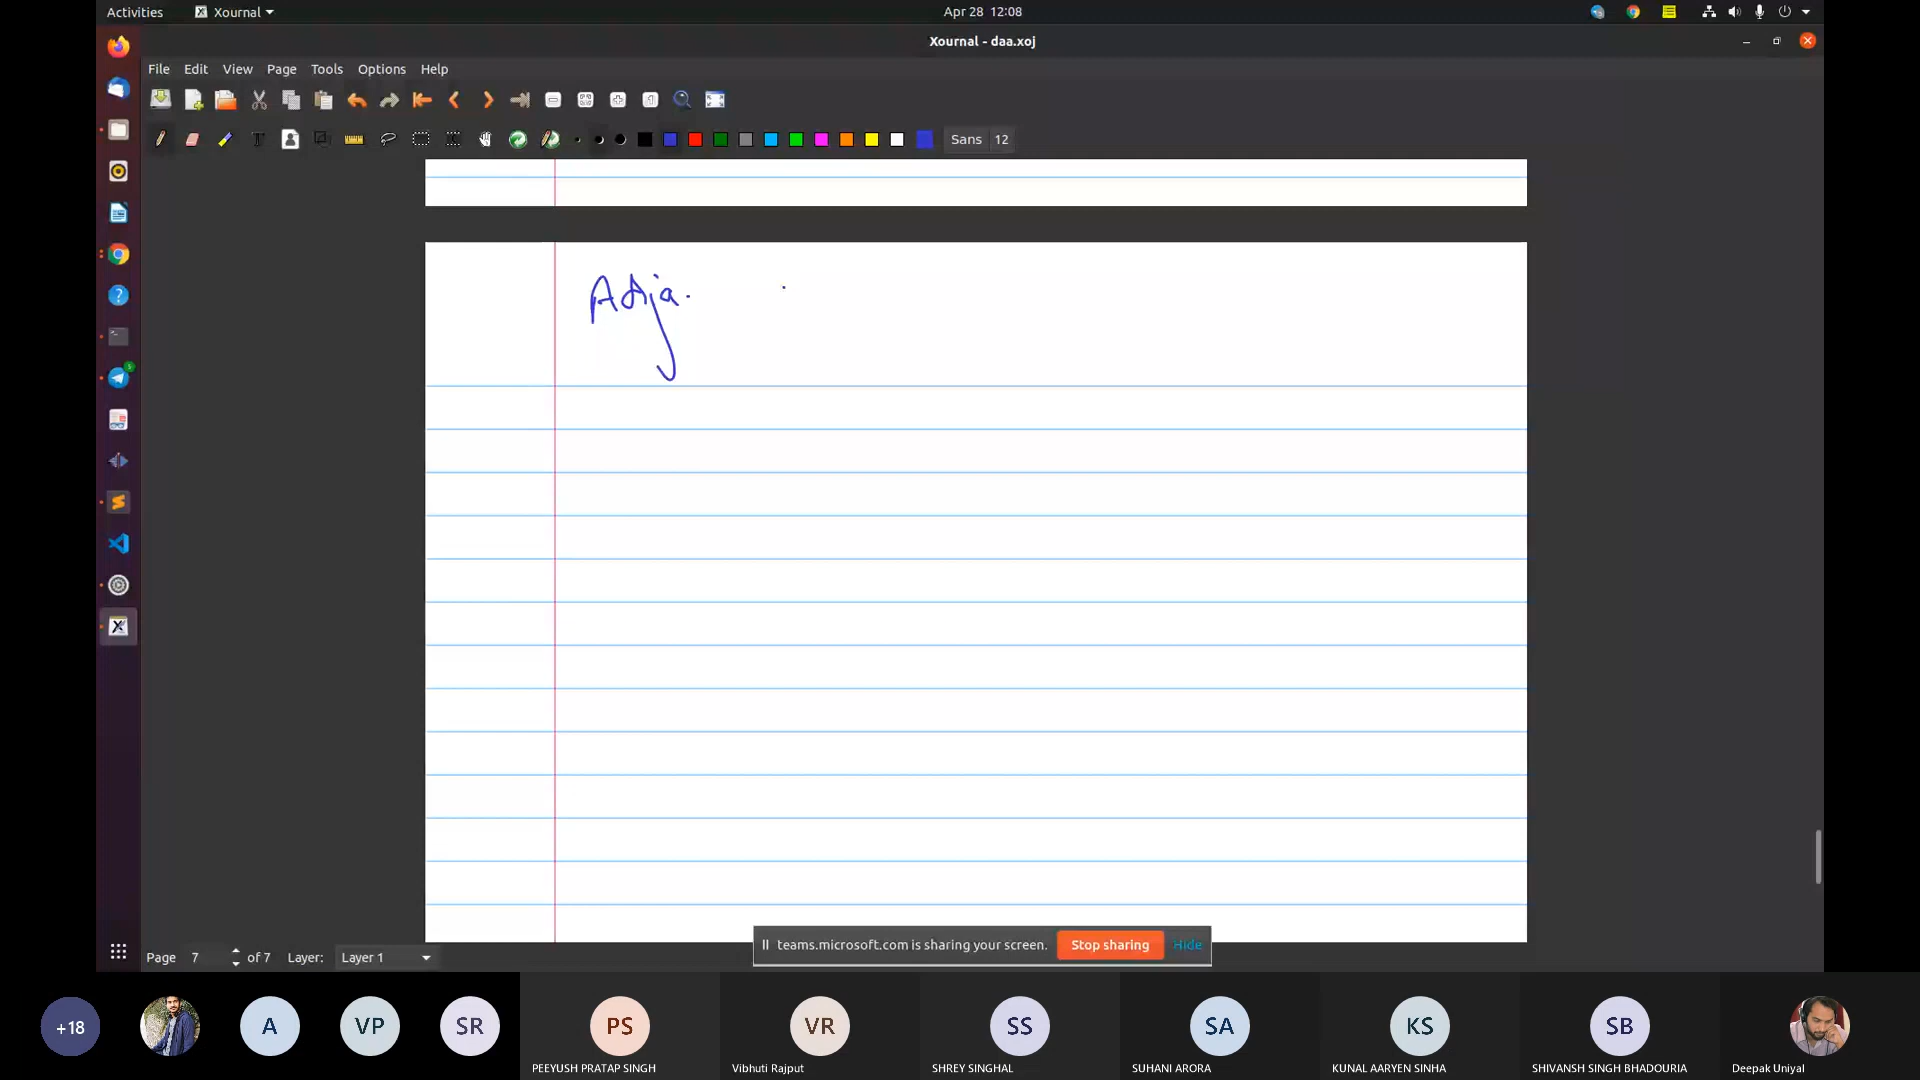 Activities Xournal Apr 28 12:08
Xournal - daa.xoj
File Edit View Page Tools Options Help
Sans 12
Adja.
teams.microsoft.com is sharing your screen. Stop sharing Hide
Page 7 of 7 Layer: Layer 1
+18 A VP SR PS VR SS SA KS SB
PEEYUSH PRATAP SINGH Vibhuti Rajput SHREY SINGHAL SUHANI ARORA KUNAL AARYEN SINHA SHIVANSH SINGH BHADOURIA Deepak Uniyal